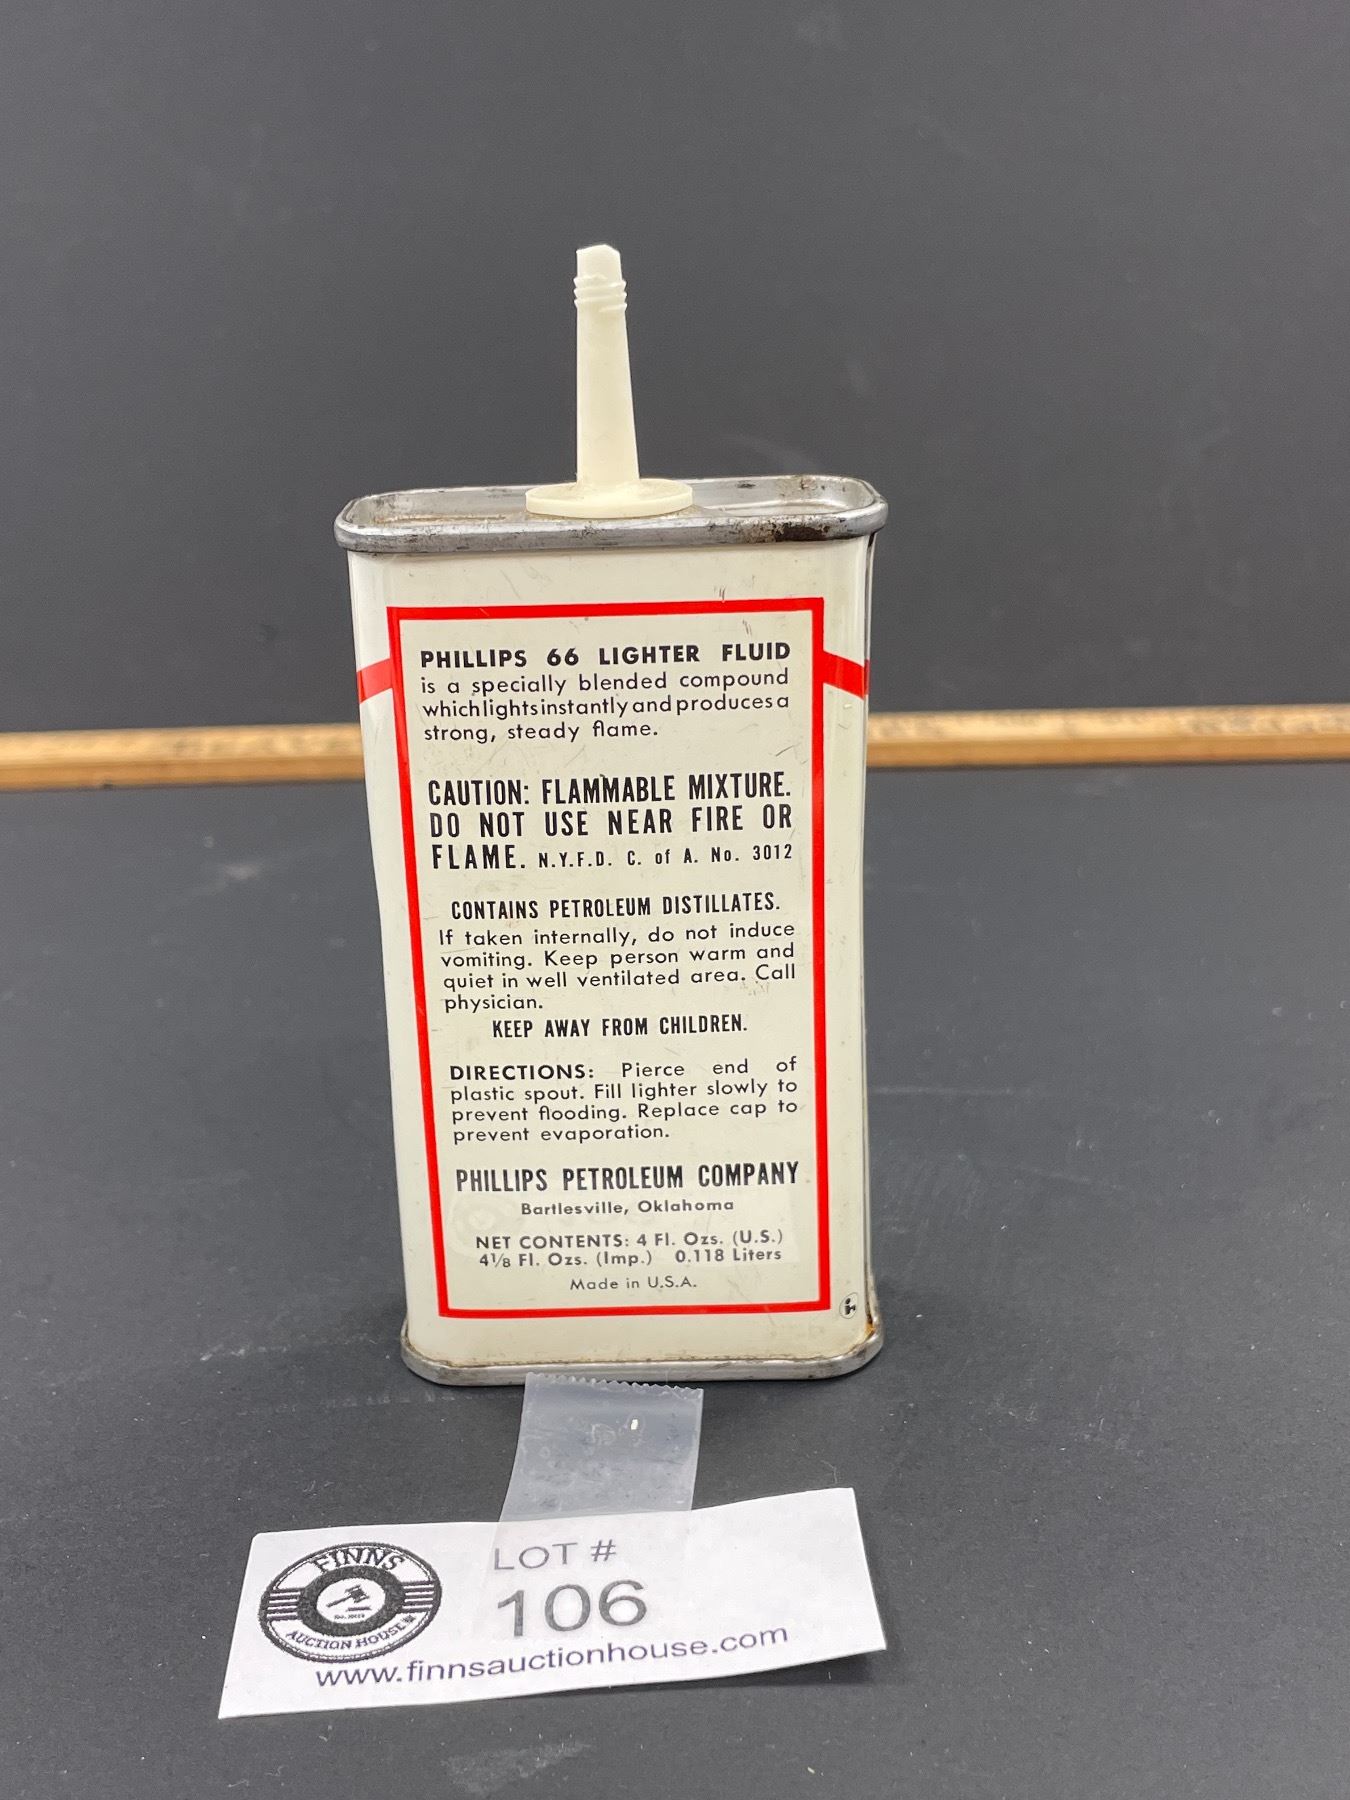 PHILLIPS 66 LIGHTER FLUID
is a specially blended compound
which lights instantly and produces a
strong, steady flame.
CAUTION: FLAMMABLE MIXTURE.
DO NOT USE NEAR FIRE OR
FLAME. N.Y.F.D. C. of A. No. 3012
CONTAINS PETROLEUM DISTILLATES.
If taken internally, do not induce
vomiting. Keep person warm and
quiet in well ventilated area. Call
physician.
KEEP AWAY FROM CHILDREN.
DIRECTIONS: Pierce end of
plastic spout. Fill lighter slowly to
prevent flooding. Replace cap to
prevent evaporation.
PHILLIPS PETROLEUM COMPANY
Bartlesville, Oklahoma
NET CONTENTS: 4 Fl. Ozs. (U.S.)
4⅛ Fl. Ozs. (Imp.) 0.118 Liters
Made in U.S.A.
FINNS
AUCTION HOUSE
LOT #
106
www.finnsauctionhouse.com